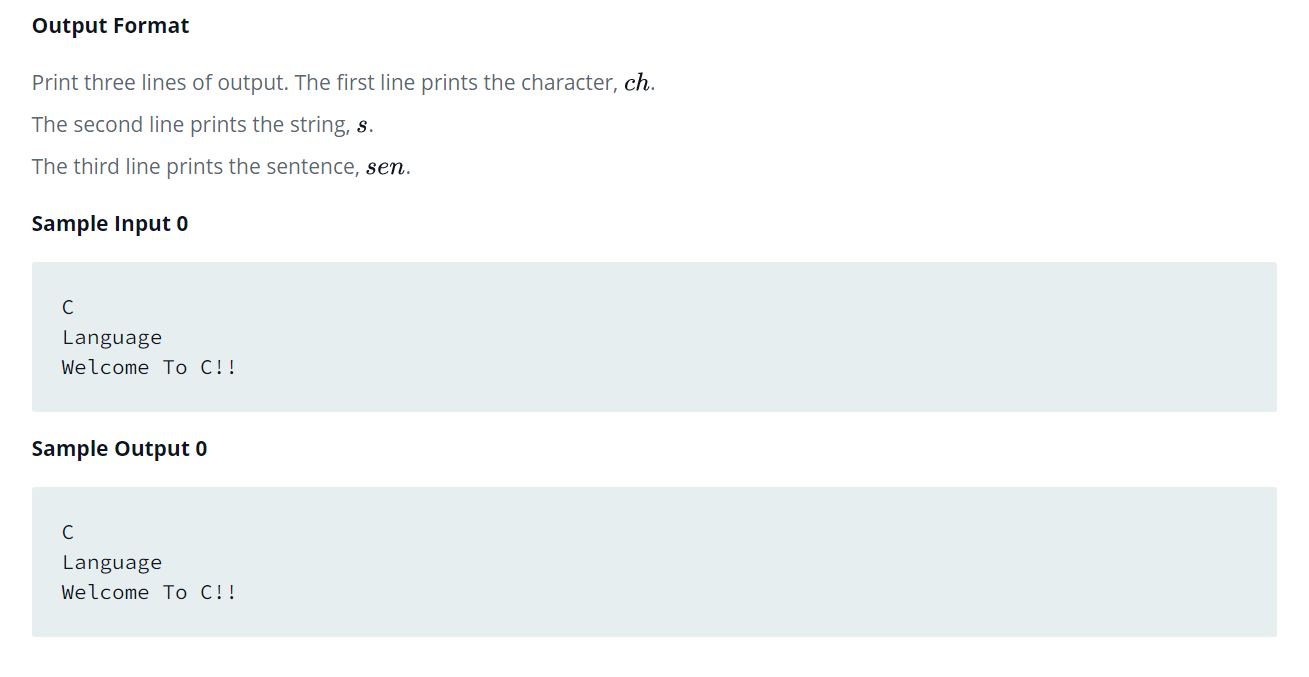 Output Format
Print three lines of output. The first line prints the character, ch.
The second line prints the string, s.
The third line prints the sentence, sen.
Sample Input 0
C
Language
Welcome To C!!
Sample Output 0
C
Language
Welcome To C!!